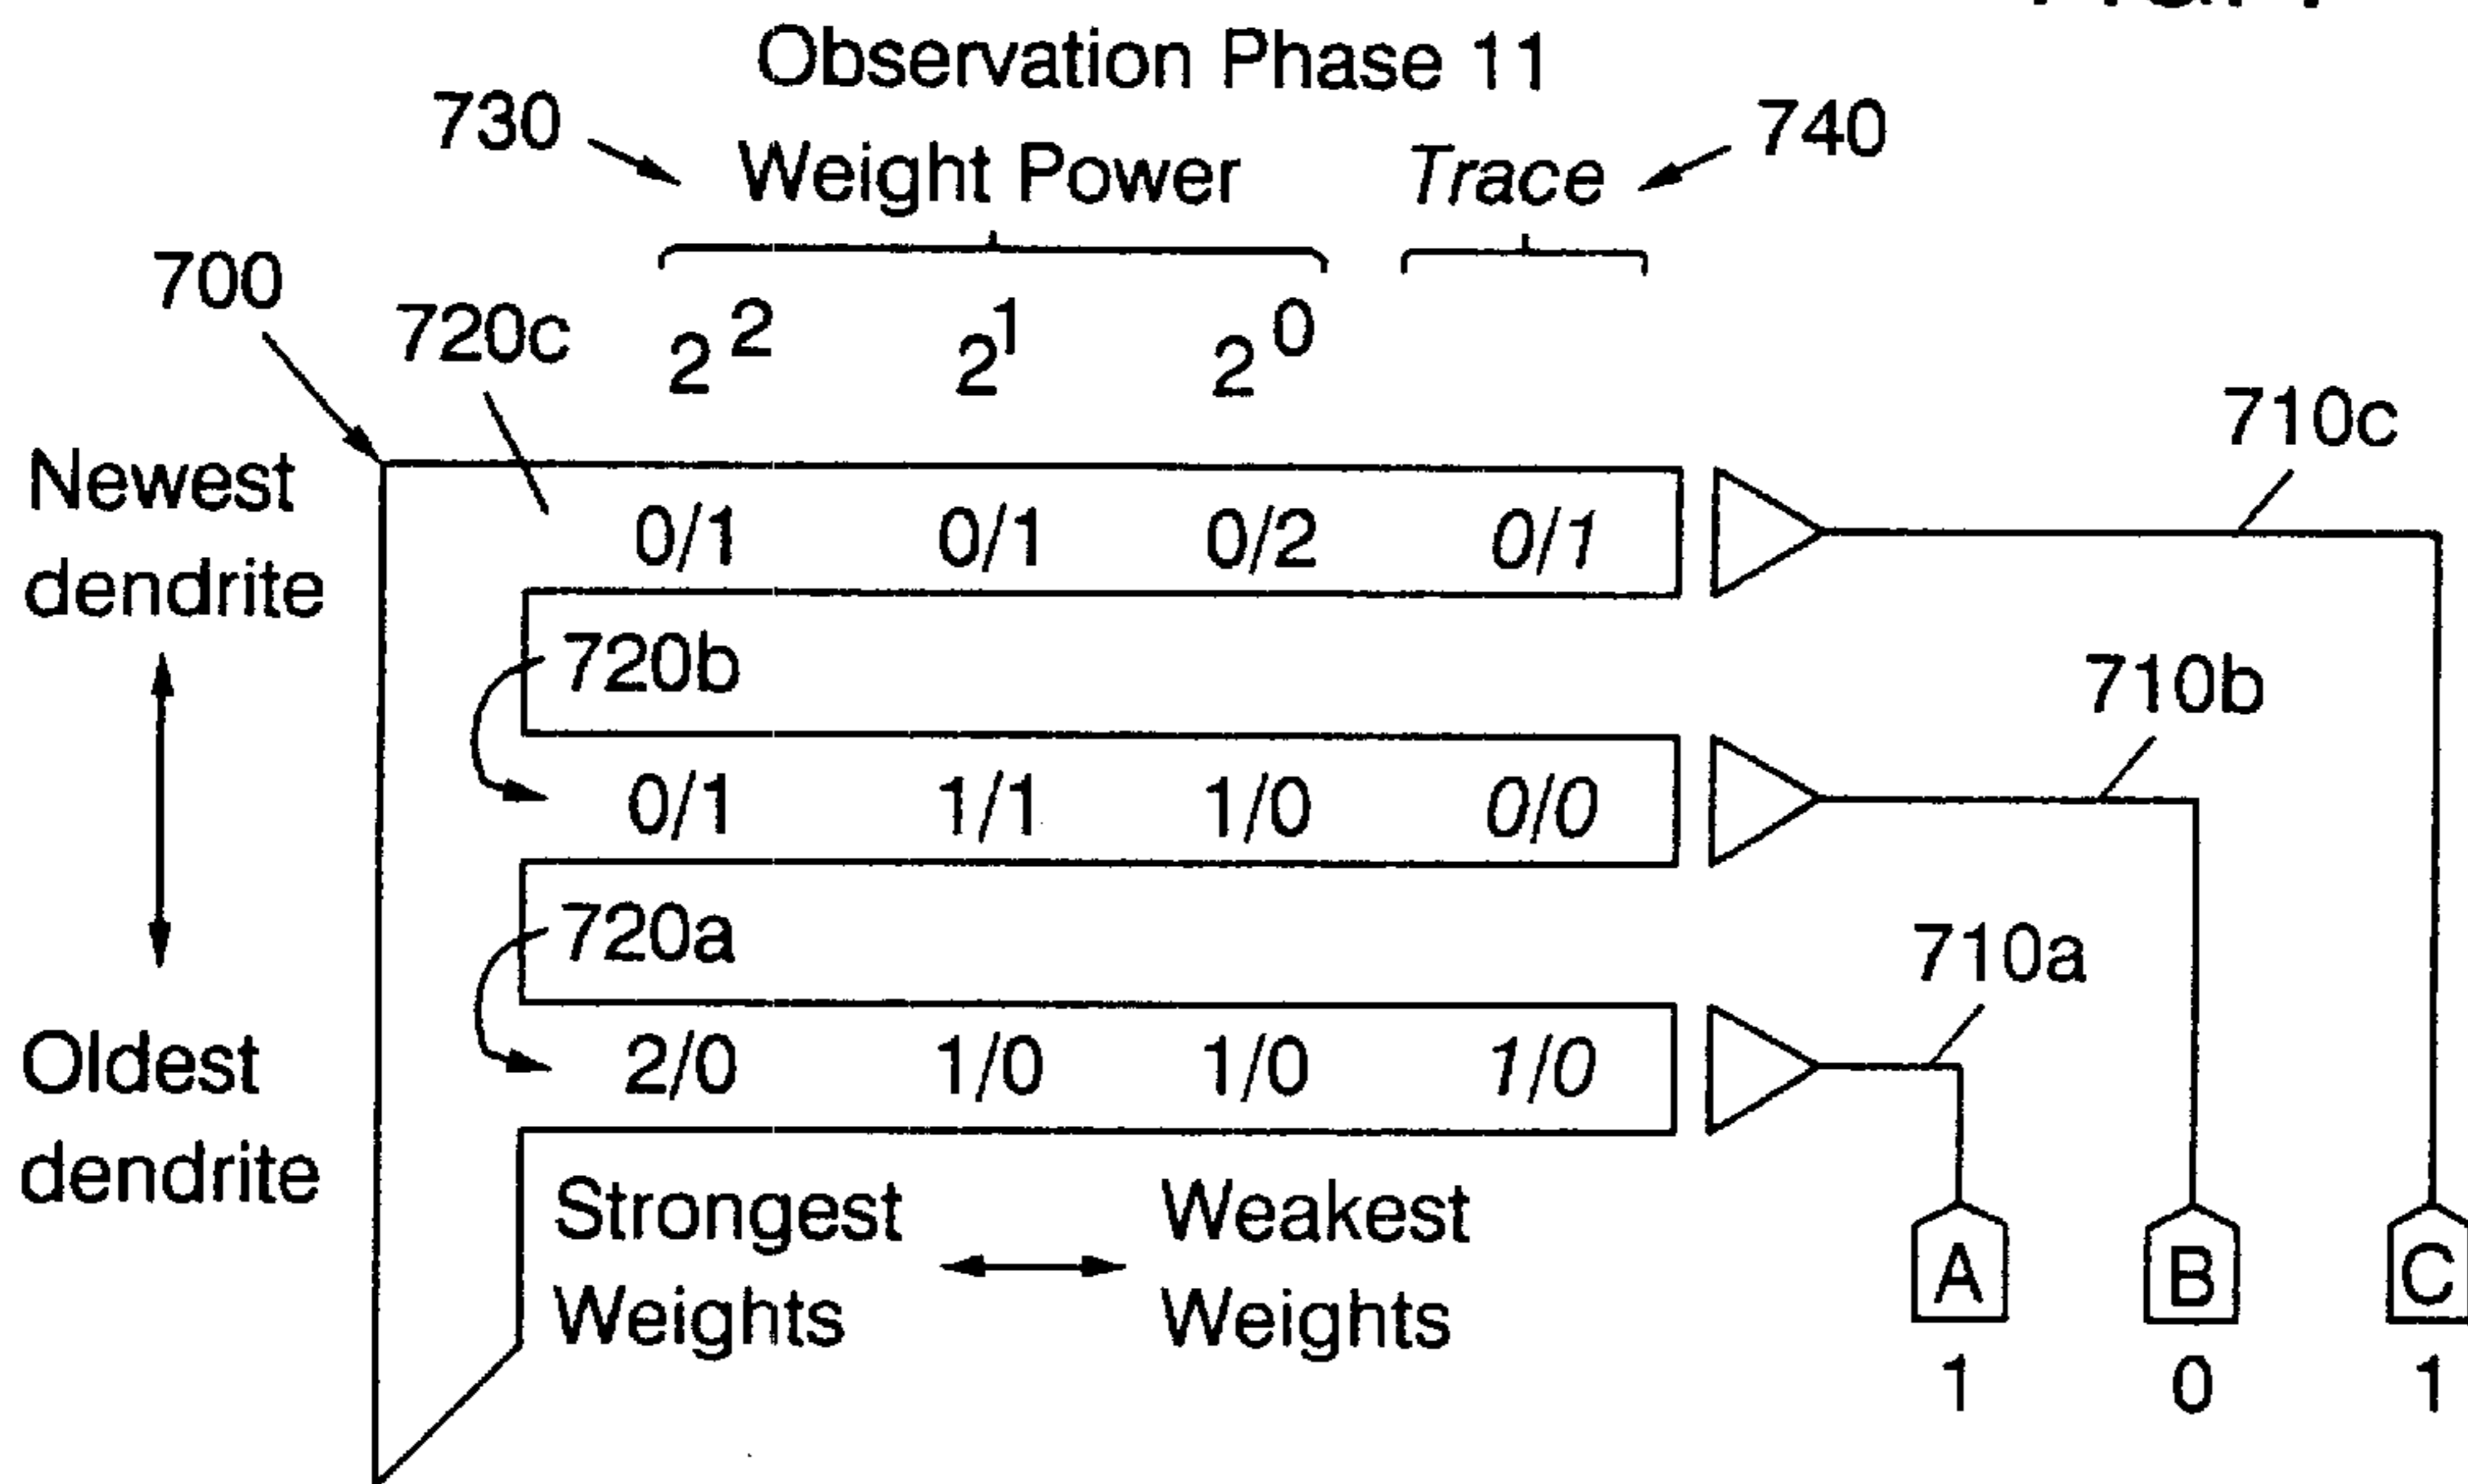 Observation Phase 11
730
Weight Power
Trace
740
700
720c
2^2 2^1 2^0
710c
Newest
dendrite
0/1 0/1 0/2 0/1
720b
710b
0/1 1/1 1/0 0/0
720a
710a
Oldest
dendrite
2/0 1/0 1/0 1/0
Strongest
Weights
Weakest
Weights
A B C
1 0 1